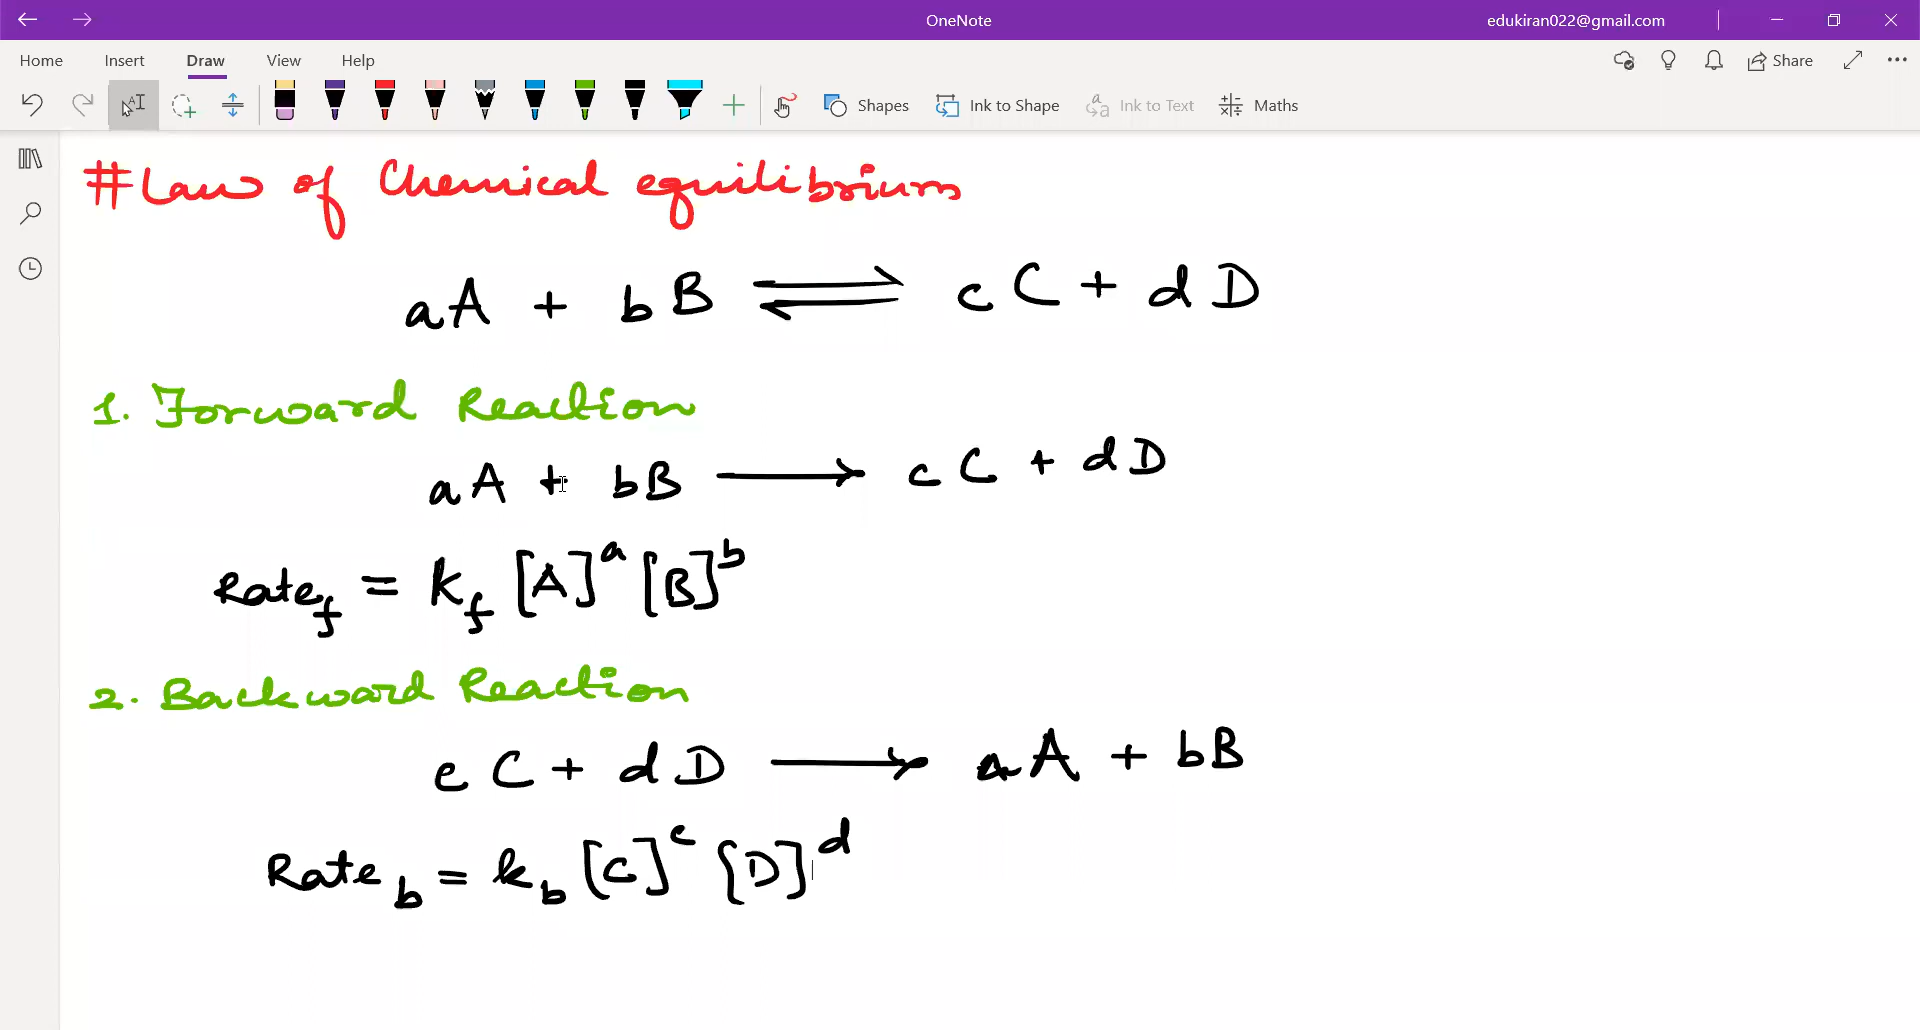 OneNote
edukiran022@gmail.com
Home Insert Draw View Help Share
Shapes Ink to Shape Ink to Text Maths
#Law of Chemical equilibrium
aA + bB ⇌ cC + dD
1. Forward Reaction
aA + bB ⟶ cC + dD
Rate_f = k_f [A]^a [B]^b
2. Backward Reaction
cC + dD ⟶ aA + bB
Rate_b = k_b [C]^c [D]^d